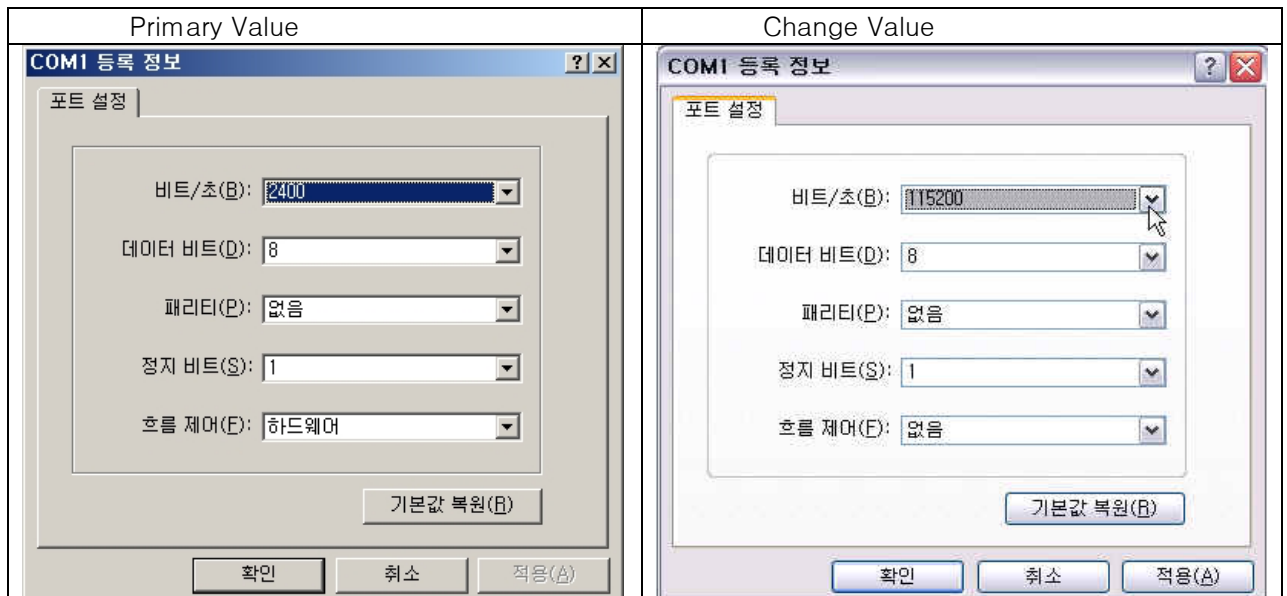 Primary Value
Change Value
COM1 등록 정보
포트 설정
비트/초(B): 2400
데이터 비트(D): 8
패리티(P): 없음
정지 비트(S): 1
흐름 제어(F): 하드웨어
기본값 복원(R)
확인
취소
적용(A)
COM1 등록 정보
포트 설정
비트/초(B): 115200
데이터 비트(D): 8
패리티(P): 없음
정지 비트(S): 1
흐름 제어(F): 없음
기본값 복원(R)
확인
취소
적용(A)